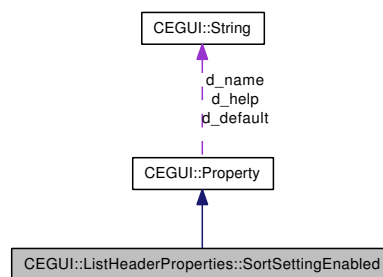 CEGUI::String
d_name
d_help
d_default
CEGUI::Property
CEGUI::ListHeaderProperties::SortSettingEnabled